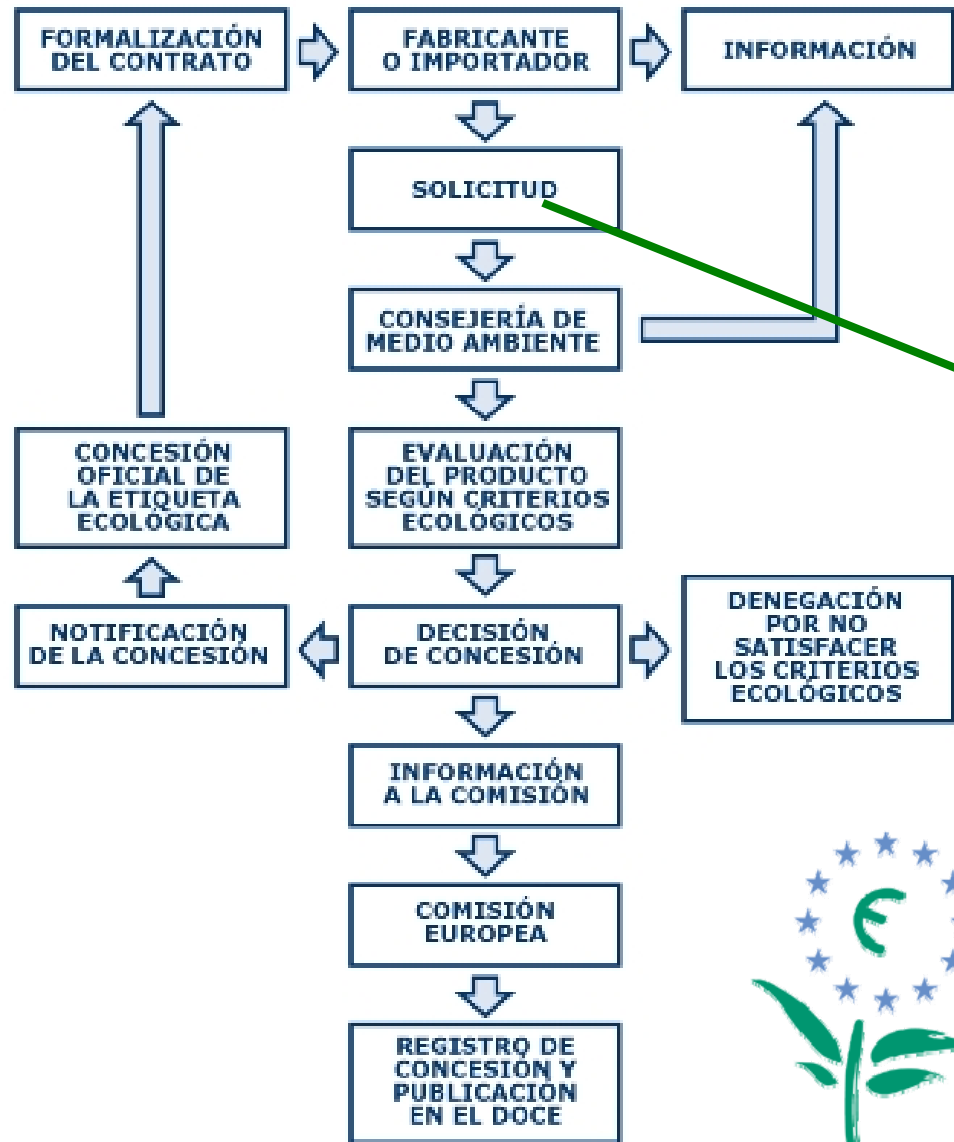 FORMALIZACIÓN
DEL CONTRATO
FABRICANTE
O IMPORTADOR
INFORMACIÓN
SOLICITUD
CONSEJERÍA DE
MEDIO AMBIENTE
CONCESIÓN
OFICIAL DE
LA ETIQUETA
ECOLÓGICA
EVALUACIÓN
DEL PRODUCTO
SEGÚN CRITERIOS
ECOLÓGICOS
NOTIFICACIÓN
DE LA CONCESIÓN
DECISIÓN
DE CONCESIÓN
DENEGACIÓN
POR NO
SATISFACER
LOS CRITERIOS
ECOLÓGICOS
INFORMACIÓN
A LA COMISIÓN
COMISIÓN
EUROPEA
REGISTRO DE
CONCESIÓN Y
PUBLICACIÓN
EN EL DOCE